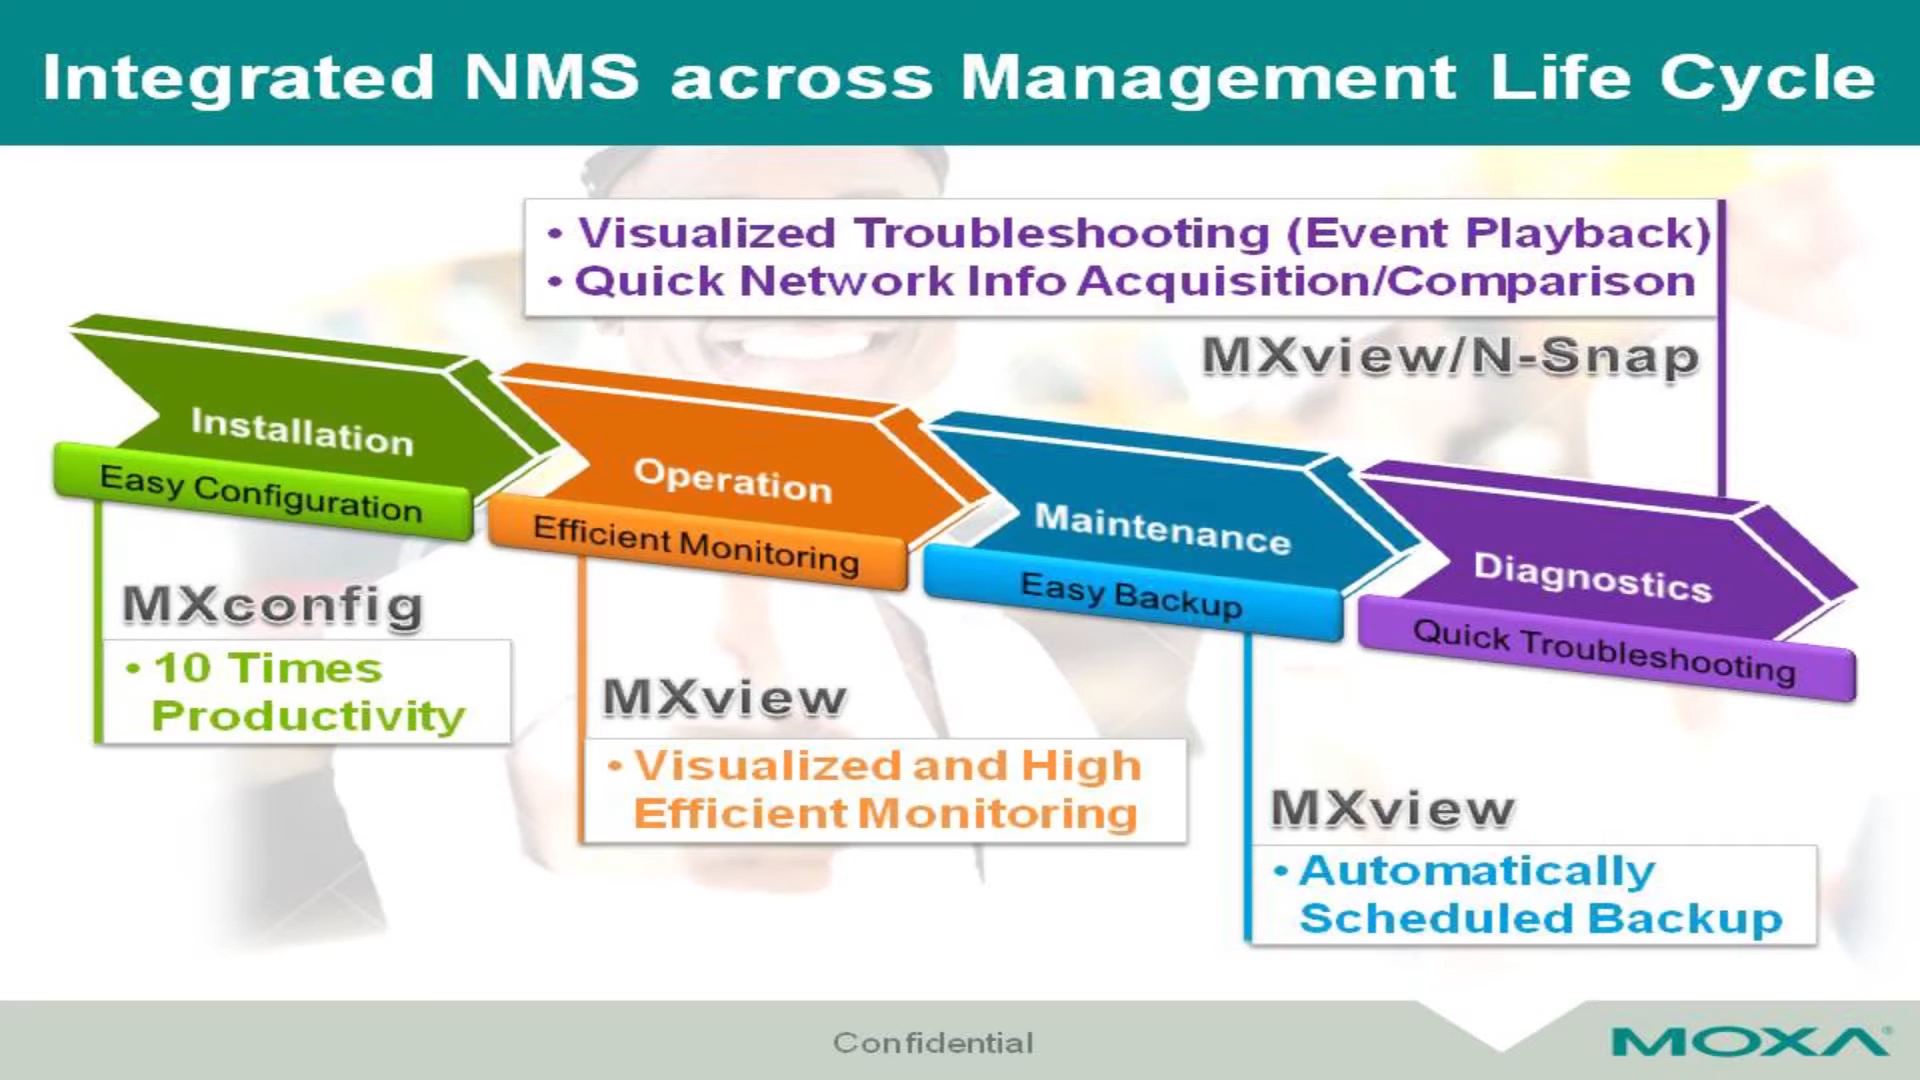 Integrated NMS across Management Life Cycle
• Visualized Troubleshooting (Event Playback)
• Quick Network Info Acquisition/Comparison
MXview/N-Snap
Installation
Easy Configuration
Operation
Efficient Monitoring
Maintenance
Easy Backup
Diagnostics
Quick Troubleshooting
MXconfig
• 10 Times
Productivity
MXview
• Visualized and High
Efficient Monitoring
MXview
• Automatically
Scheduled Backup
Confidential
MOXA®